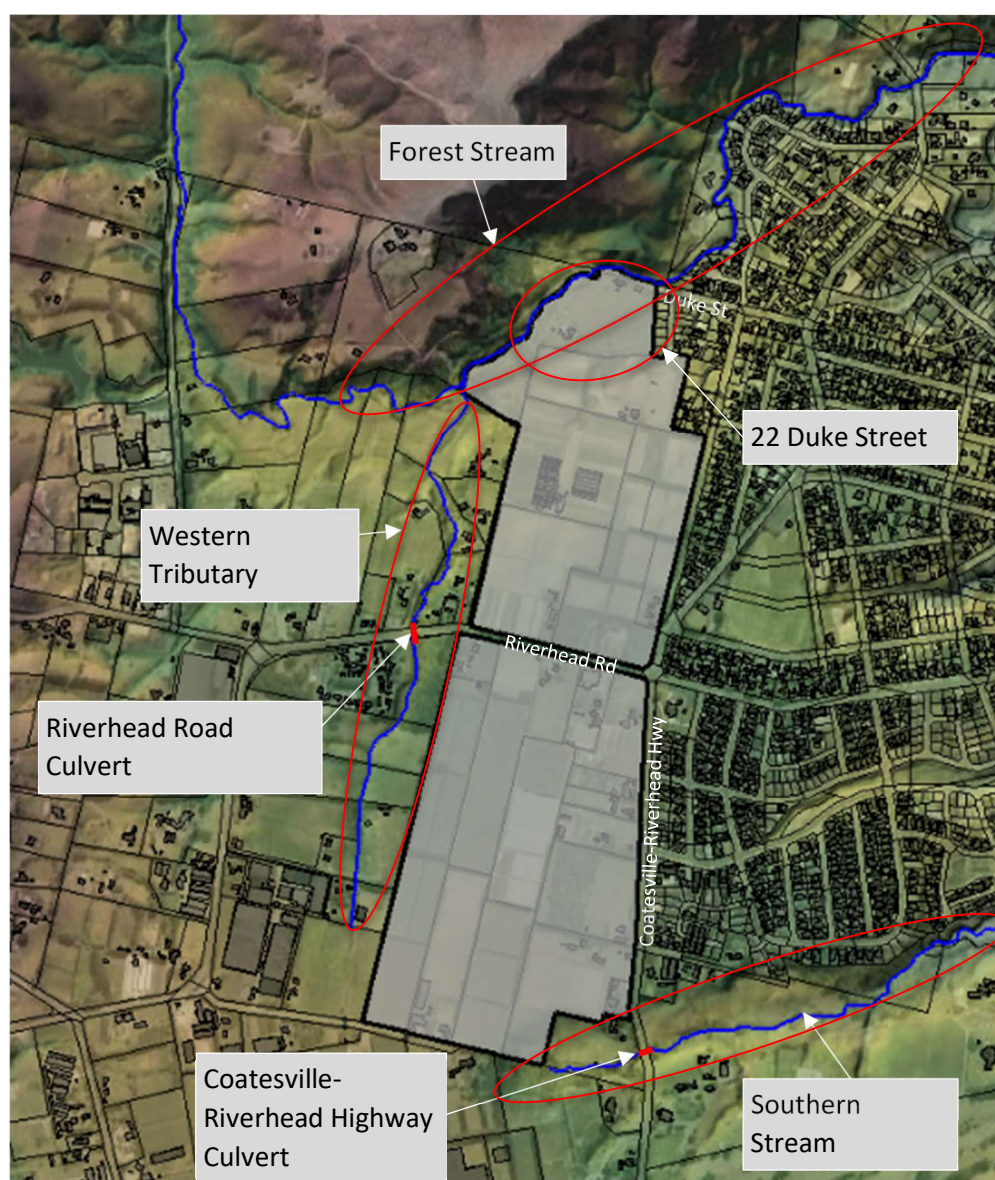 Forest Stream
Duke St
22 Duke Street
Western
Tributary
Riverhead Rd
Riverhead Road
Culvert
Coatesville-Riverhead Hwy
Coatesville-
Riverhead Highway
Culvert
Southern
Stream